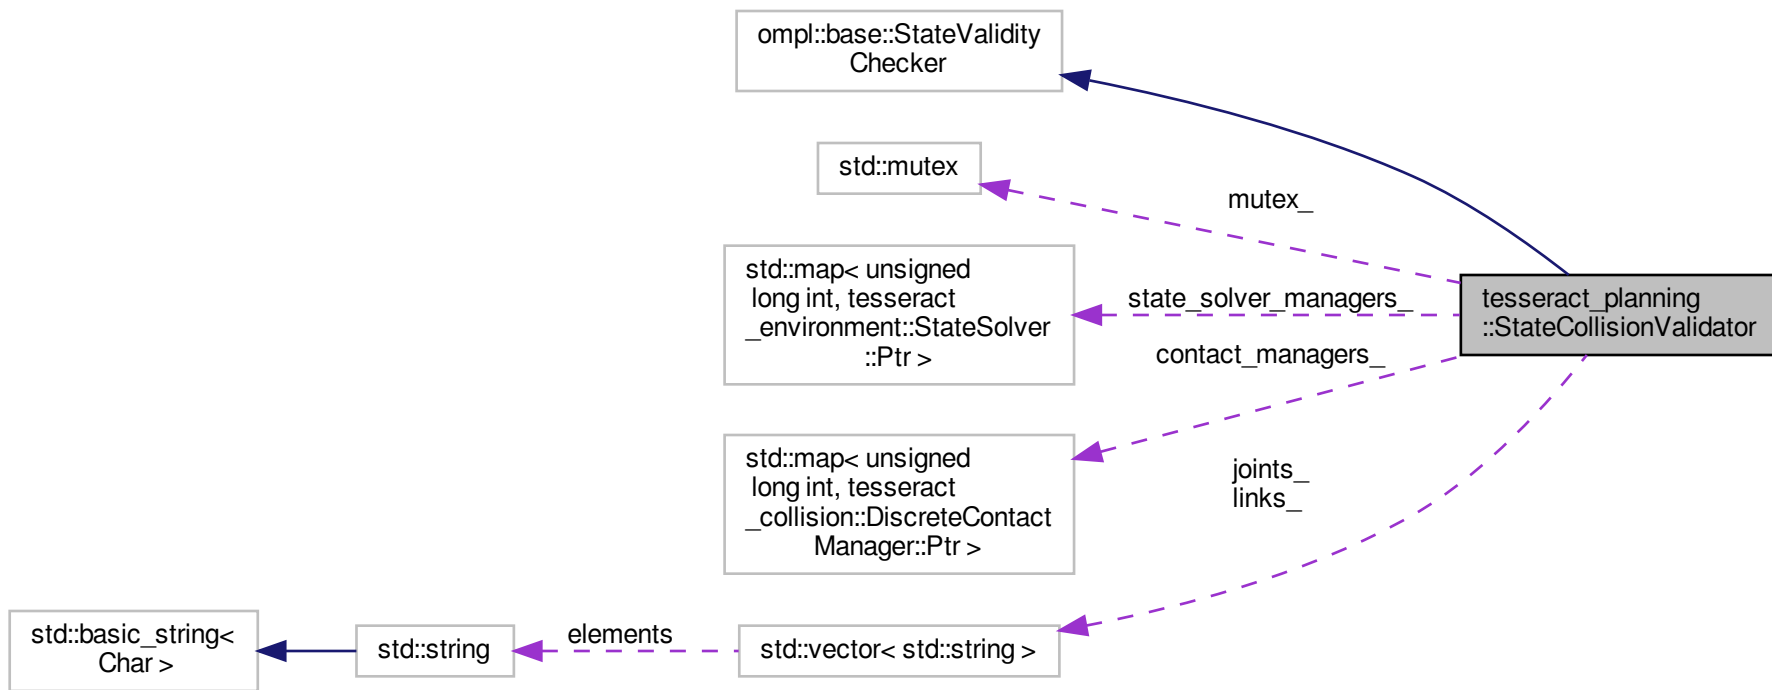 ompl::base::StateValidity
Checker
std::mutex
mutex_
std::map< unsigned
long int, tesseract
_environment::StateSolver
::Ptr >
state_solver_managers_
tesseract_planning
::StateCollisionValidator
contact_managers_
std::map< unsigned
long int, tesseract
_collision::DiscreteContact
Manager::Ptr >
joints_
links_
std::basic_string<
Char >
std::string
elements
std::vector< std::string >